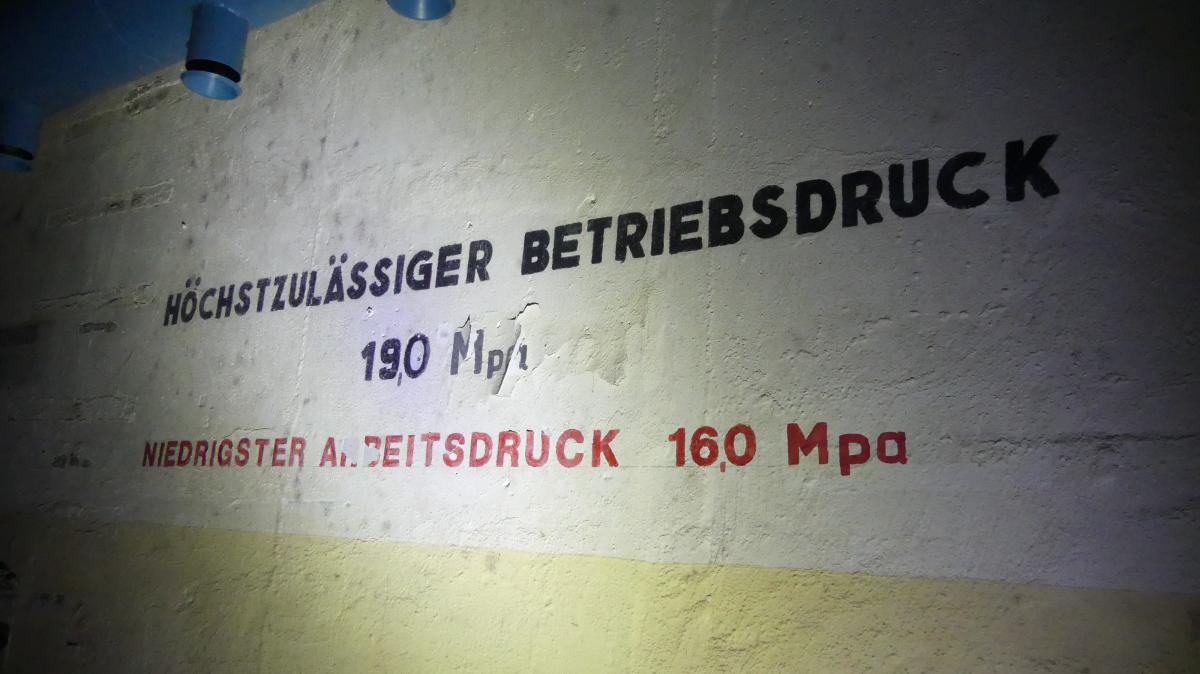 HÖCHSTZULÄSSIGER BETRIEBSDRUCK
19,0 Mpa
NIEDRIGSTER ARBEITSDRUCK 16,0 Mpa